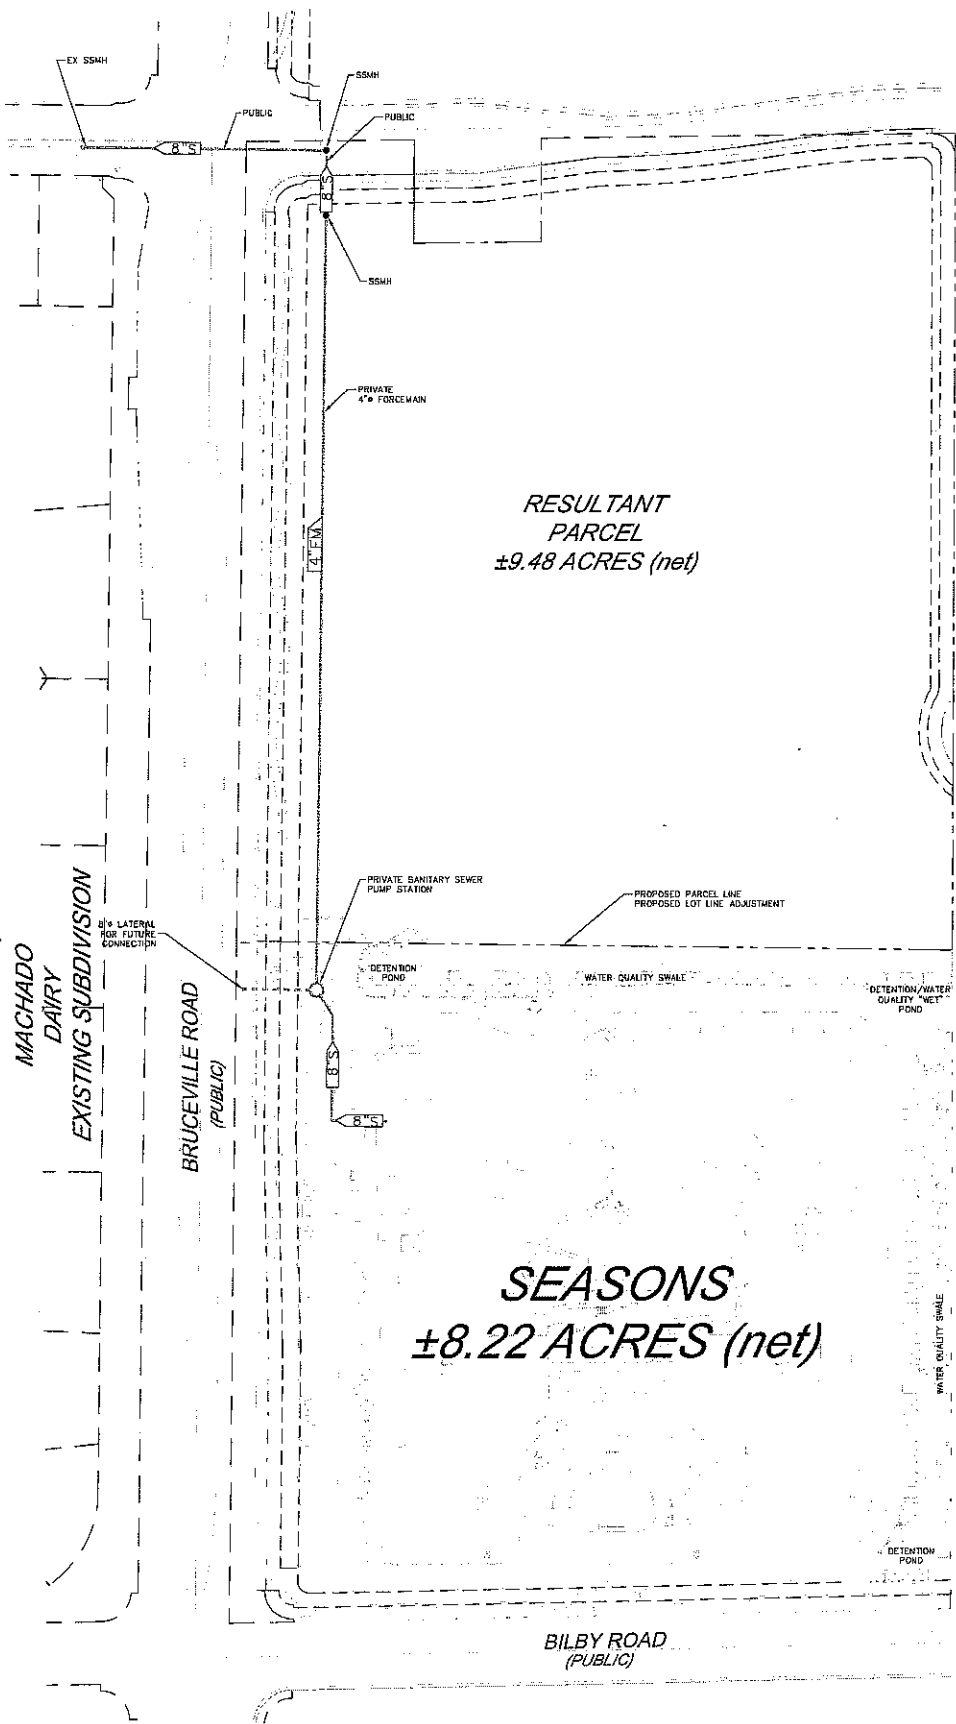 EX SSMH
SSMH
PUBLIC
PUBLIC
8"S
8"S
SSMH
PRIVATE
4"ø FORCEMAIN
4"FM
RESULTANT
PARCEL
±9.48 ACRES (net)
PRIVATE SANITARY SEWER
PUMP STATION
PROPOSED PARCEL LINE
PROPOSED LOT LINE ADJUSTMENT
8"ø LATERAL
FOR FUTURE
CONNECTION
DETENTION
POND
WATER QUALITY SWALE
DETENTION/WATER
QUALITY "WET"
POND
MACHADO
DAIRY
EXISTING SUBDIVISION
BRUCEVILLE ROAD
(PUBLIC)
8"S
8"S
SEASONS
±8.22 ACRES (net)
WATER QUALITY SWALE
DETENTION
POND
BILBY ROAD
(PUBLIC)